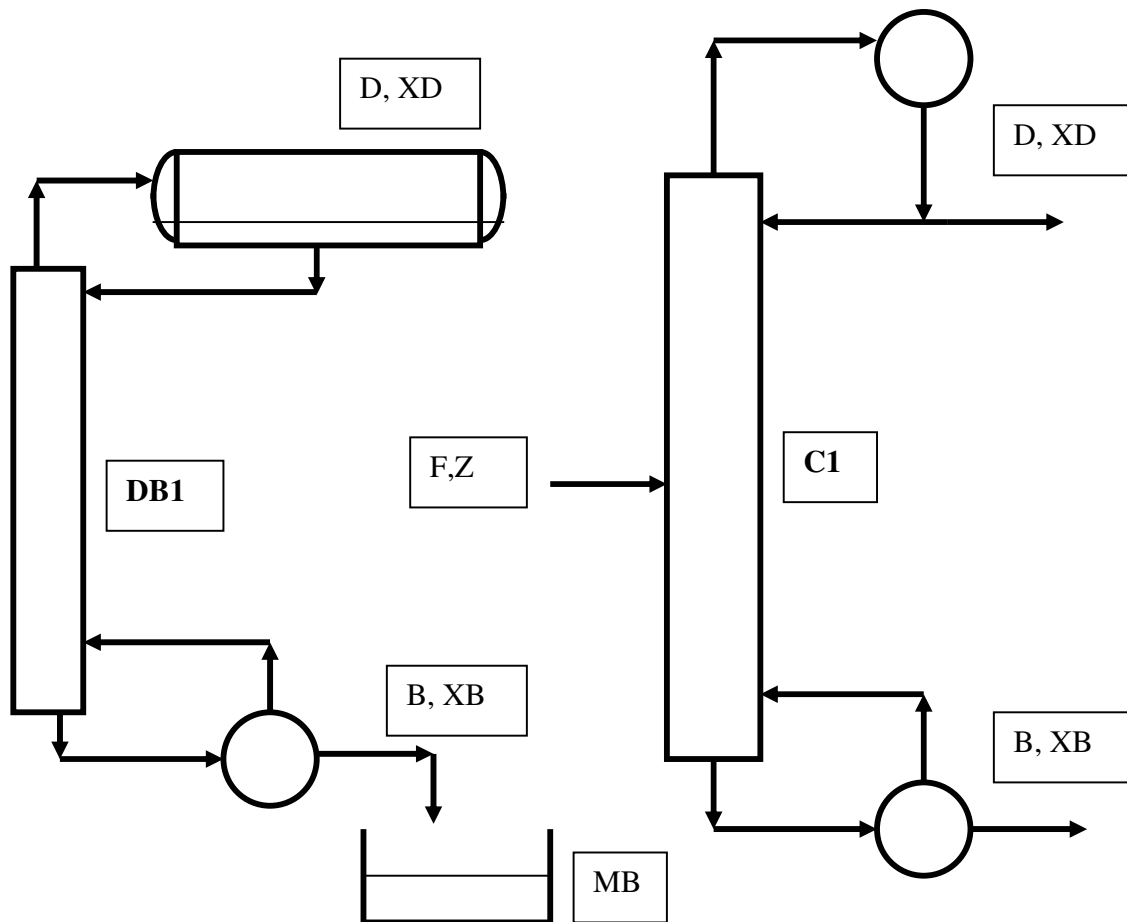 D, XD
D, XD
F,Z
C1
DB1
B, XB
B, XB
MB